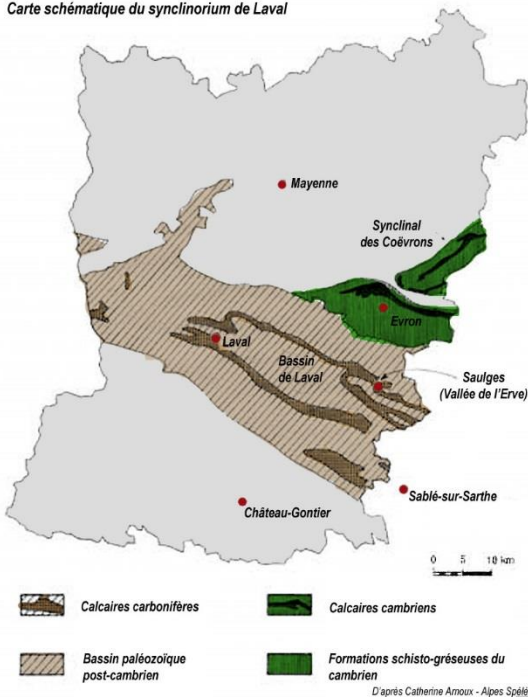 Carte schématique du synclinorium de Laval
Mayenne
Synclinal
des Coëvrons
Evron
Laval
Bassin
de Laval
Saulges
(Vallée de l'Erve)
Sablé-sur-Sarthe
Château-Gontier
0 5 10 km
Calcaires carbonifères
Calcaires cambriens
Bassin paléozoïque
post-cambrien
Formations schisto-gréseuses du
cambrien
D'après Catherine Arnoux - Alpes Spéléo